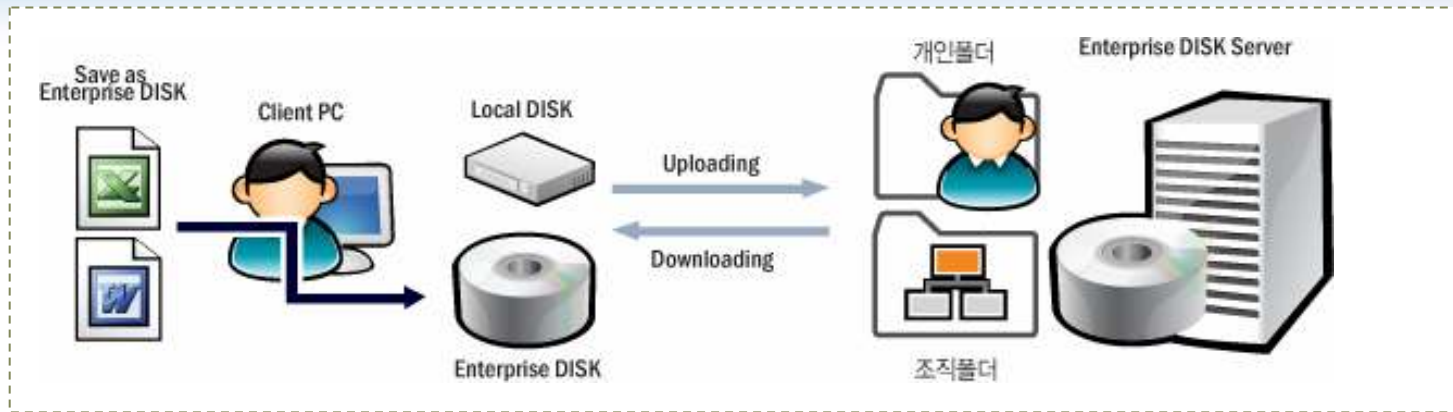 Save as
Enterprise DISK
Client PC
Local DISK
Enterprise DISK
Uploading
Downloading
개인폴더
조직폴더
Enterprise DISK Server